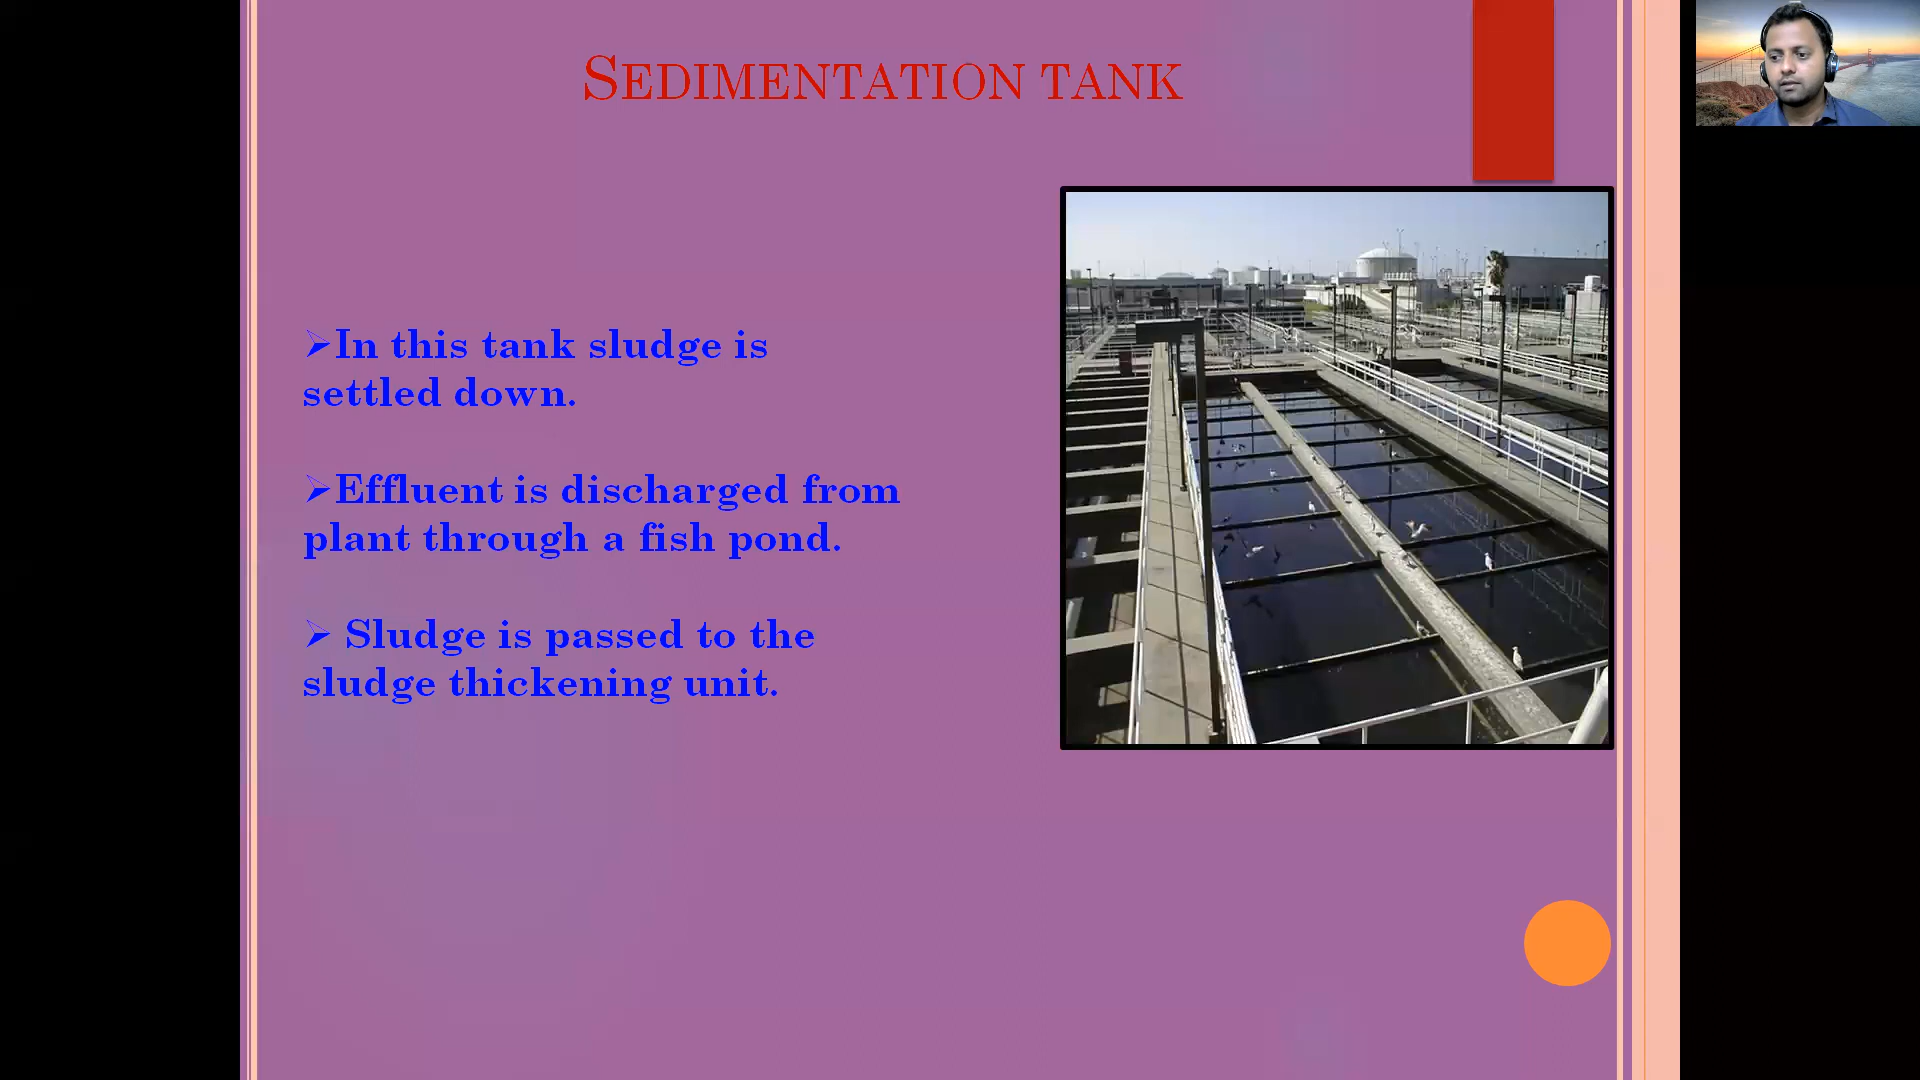 SEDIMENTATION TANK
➢In this tank sludge is
settled down.
➢Effluent is discharged from
plant through a fish pond.
➢ Sludge is passed to the
sludge thickening unit.